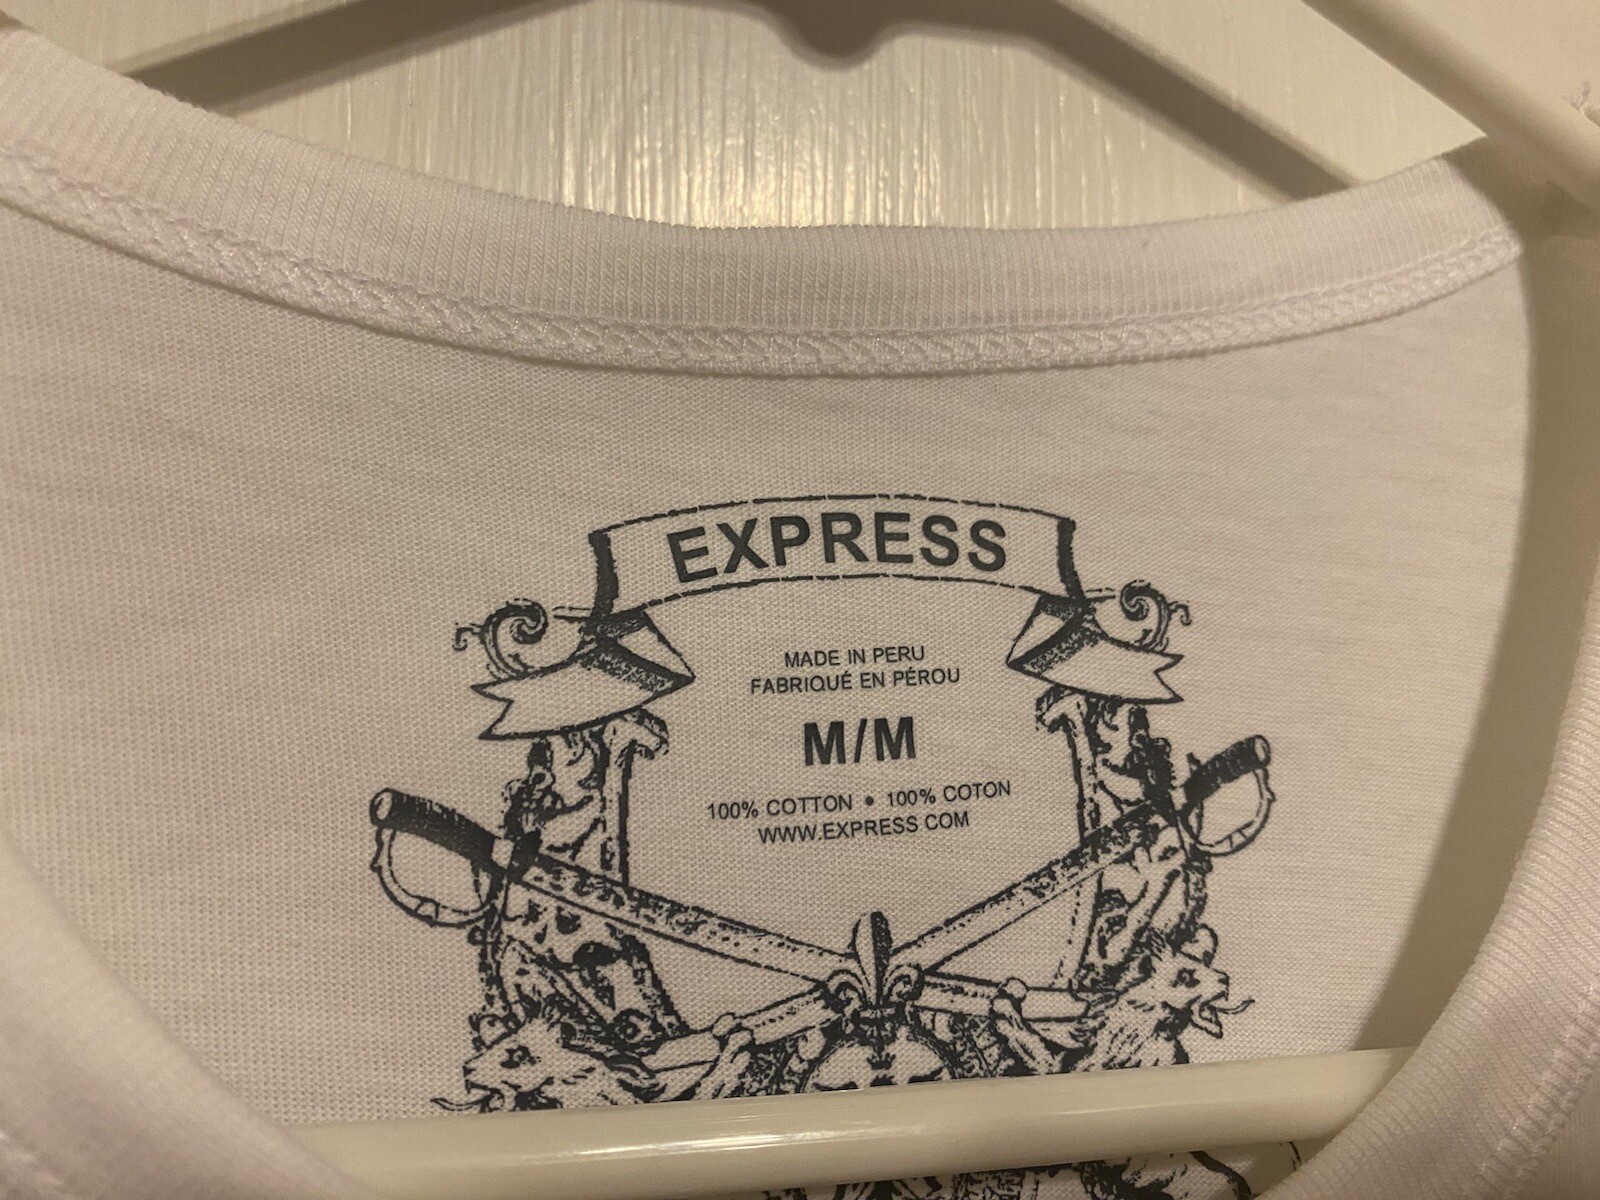 EXPRESS
MADE IN PERU
FABRIQUÉ EN PÉROU
M/M
100% COTTON • 100% COTON
WWW.EXPRESS.COM